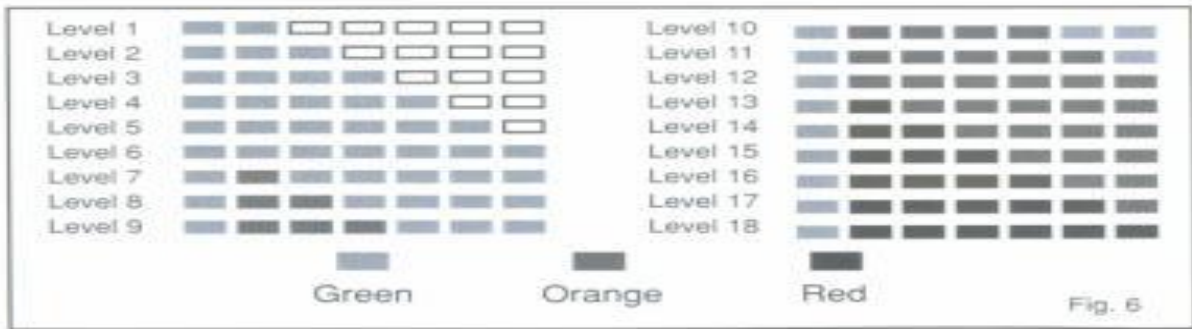 Level 1
Level 2
Level 3
Level 4
Level 5
Level 6
Level 7
Level 8
Level 9
Level 10
Level 11
Level 12
Level 13
Level 14
Level 15
Level 16
Level 17
Level 18
Green Orange Red
Fig. 6